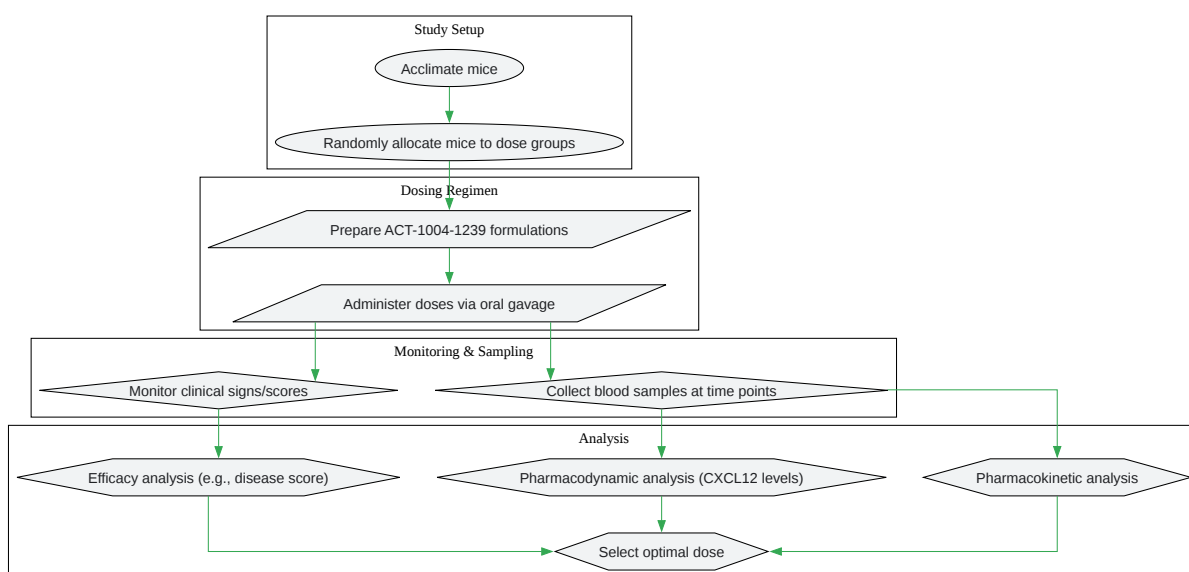 Study Setup
Acclimate mice
Randomly allocate mice to dose groups
Dosing Regimen
Prepare ACT-1004-1239 formulations
Administer doses via oral gavage
Monitoring & Sampling
Monitor clinical signs/scores
Collect blood samples at time points
Analysis
Efficacy analysis (e.g., disease score)
Pharmacodynamic analysis (CXCL12 levels)
Pharmacokinetic analysis
Select optimal dose